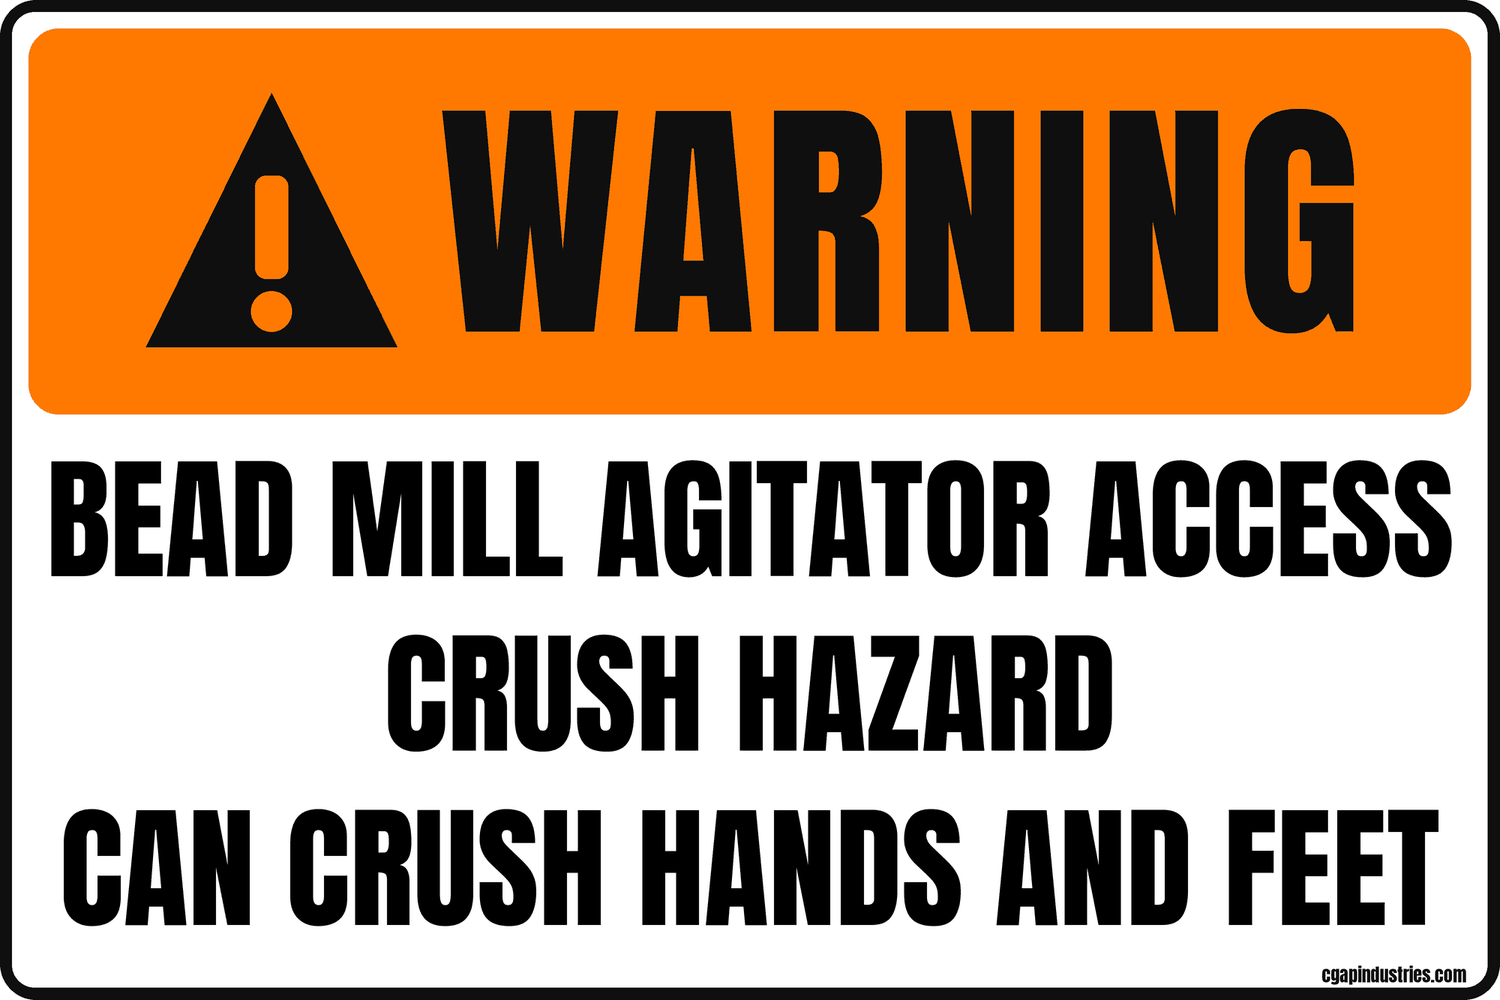 WARNING
BEAD MILL AGITATOR ACCESS
CRUSH HAZARD
CAN CRUSH HANDS AND FEET
cgapindustries.com